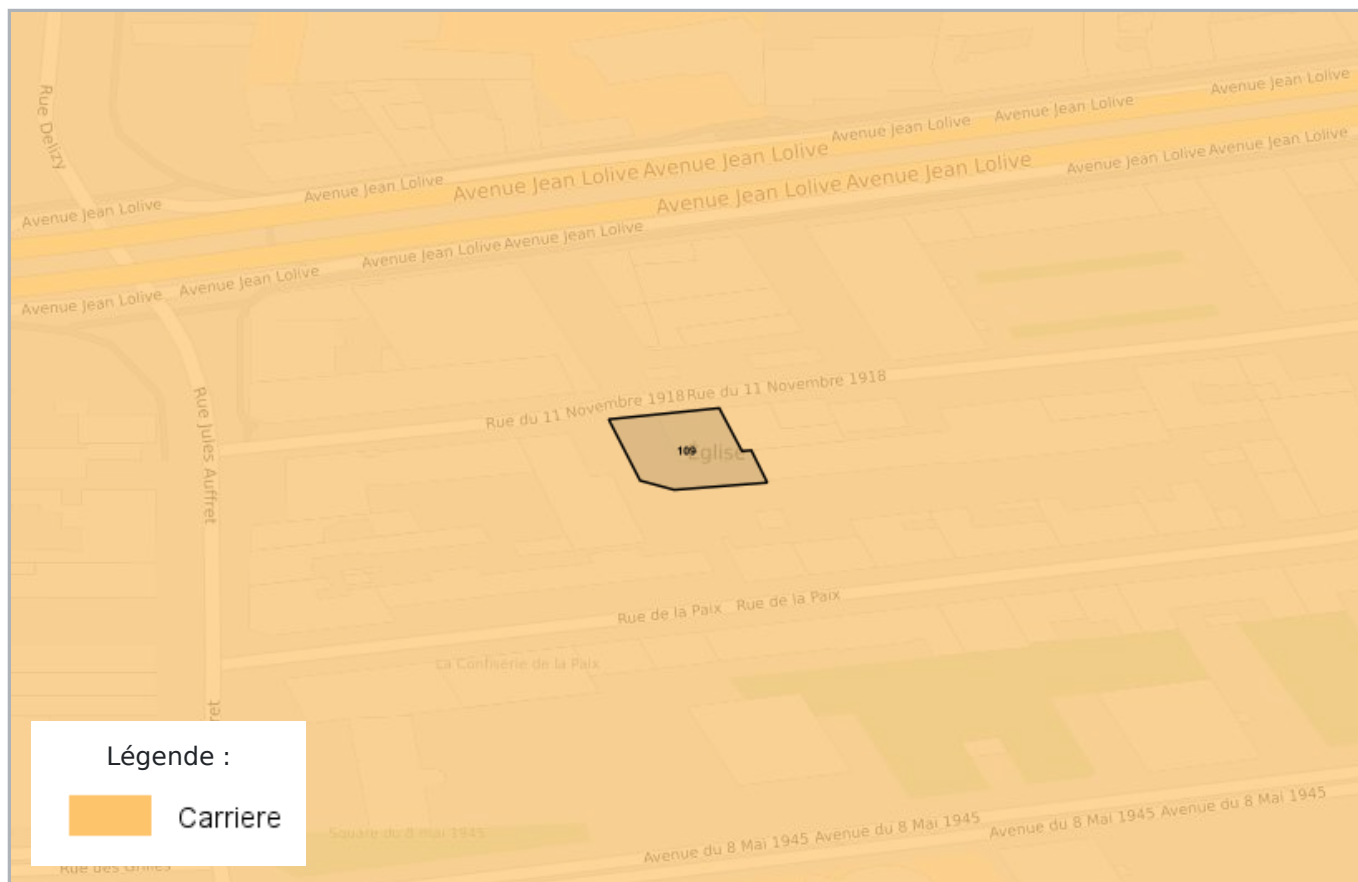 Rue Delizy
Avenue Jean Lolive
Avenue Jean Lolive
Avenue Jean Lolive
Avenue Jean Lolive
Avenue Jean Lolive
Avenue Jean Lolive Avenue Jean Lolive
Avenue Jean Lolive Avenue Jean Lolive
Avenue Jean Lolive Avenue Jean Lolive
Avenue Jean Lolive Avenue Jean Lolive
Avenue Jean Lolive
Avenue Jean Lolive
Rue Jules Auffret
Rue du 11 Novembre 1918 Rue du 11 Novembre 1918
109
Église
Rue de la Paix Rue de la Paix
La Confiverie de la Paix
ret
Légende :
Carriere
Square du 8 mai 1945
Avenue du 8 Mai 1945 Avenue du 8 Mai 1945
Avenue du 8 Mai 1945 Avenue du 8 Mai 1945
Rue des Grilles